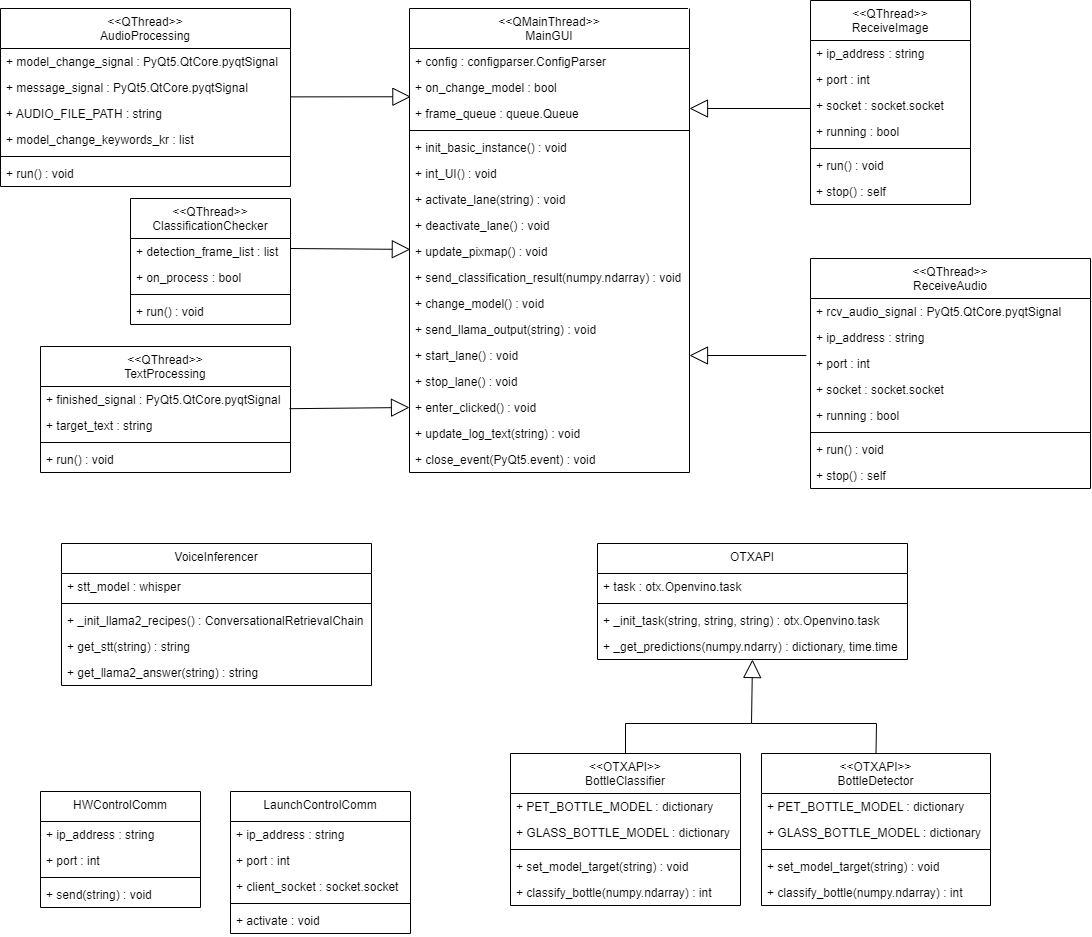 <<QThread>>
AudioProcessing
+ model_change_signal : PyQt5.QtCore.pyqtSignal
+ message_signal : PyQt5.QtCore.pyqtSignal
+ AUDIO_FILE_PATH : string
+ model_change_keywords_kr : list
+ run() : void
<<QThread>>
ClassificationChecker
+ detection_frame_list : list
+ on_process : bool
+ run() : void
<<QThread>>
TextProcessing
+ finished_signal : PyQt5.QtCore.pyqtSignal
+ target_text : string
+ run() : void
<<QMainThread>>
MainGUI
+ config : configparser.ConfigParser
+ on_change_model : bool
+ frame_queue : queue.Queue
+ init_basic_instance() : void
+ int_UI() : void
+ activate_lane(string) : void
+ deactivate_lane() : void
+ update_pixmap() : void
+ send_classification_result(numpy.ndarray) : void
+ change_model() : void
+ send_llama_output(string) : void
+ start_lane() : void
+ stop_lane() : void
+ enter_clicked() : void
+ update_log_text(string) : void
+ close_event(PyQt5.event) : void
<<QThread>>
ReceiveImage
+ ip_address : string
+ port : int
+ socket : socket.socket
+ running : bool
+ run() : void
+ stop() : self
<<QThread>>
ReceiveAudio
+ rcv_audio_signal : PyQt5.QtCore.pyqtSignal
+ ip_address : string
+ port : int
+ socket : socket.socket
+ running : bool
+ run() : void
+ stop() : self
VoiceInferencer
+ stt_model : whisper
+ _init_llama2_recipes() : ConversationalRetrievalChain
+ get_stt(string) : string
+ get_llama2_answer(string) : string
OTXAPI
+ task : otx.Openvino.task
+ _init_task(string, string, string) : otx.Openvino.task
+ _get_predictions(numpy.ndarry) : dictionary, time.time
HWControlComm
+ ip_address : string
+ port : int
+ send(string) : void
LaunchControlComm
+ ip_address : string
+ port : int
+ client_socket : socket.socket
+ activate : void
<<OTXAPI>>
BottleClassifier
+ PET_BOTTLE_MODEL : dictionary
+ GLASS_BOTTLE_MODEL : dictionary
+ set_model_target(string) : void
+ classify_bottle(numpy.ndarray) : int
<<OTXAPI>>
BottleDetector
+ PET_BOTTLE_MODEL : dictionary
+ GLASS_BOTTLE_MODEL : dictionary
+ set_model_target(string) : void
+ classify_bottle(numpy.ndarray) : int